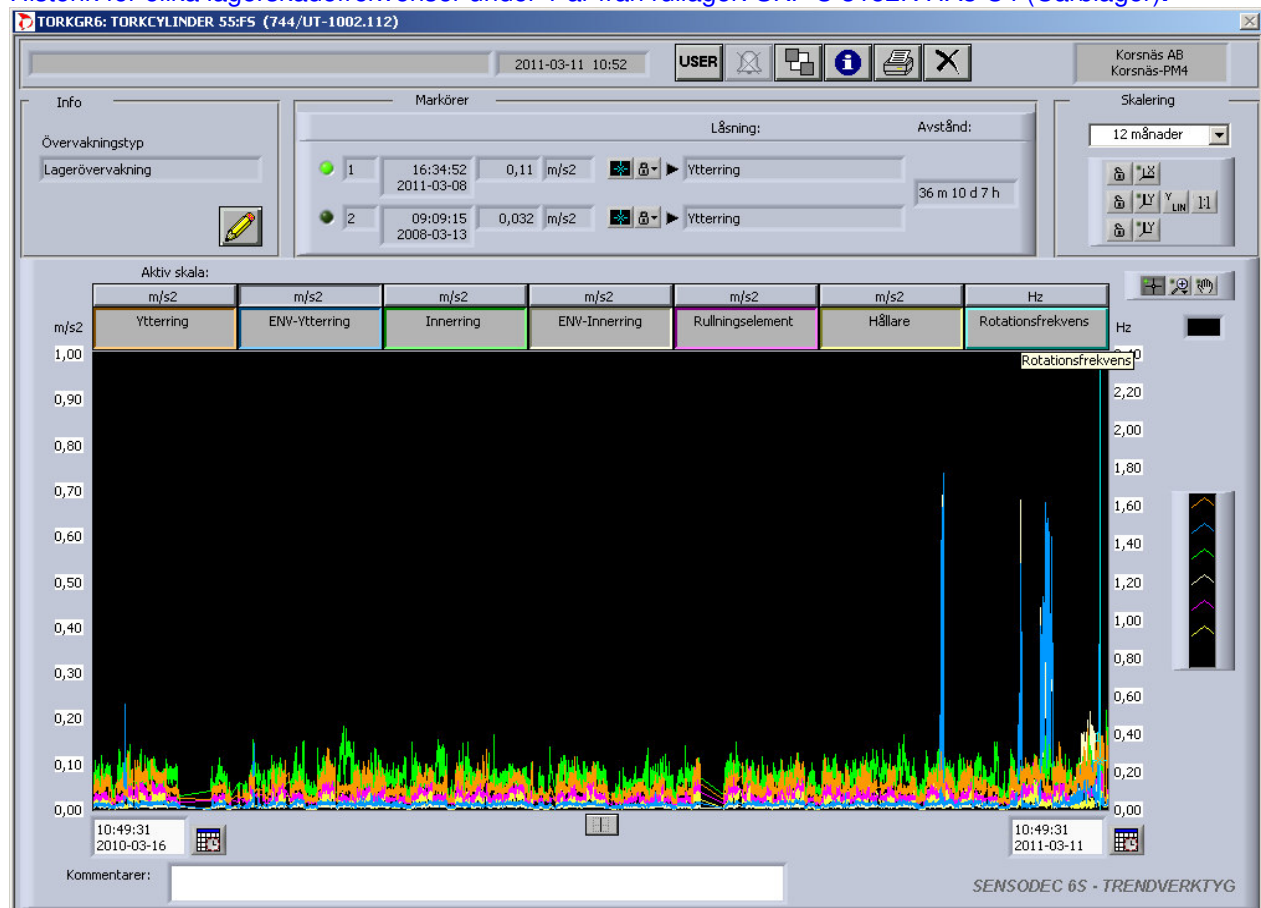 TORKGR6: TORKCYLINDER 55:FS (744/UT-1002.112)
2011-03-11 10:52
USER
Korsnäs AB
Korsnäs-PM4
Info
Övervakningstyp
Lagerövervakning
Markörer
Låsning:
Avstånd:
1 16:34:52 2011-03-08 0,11 m/s2 Ytterring
36 m 10 d 7 h
2 09:09:15 2008-03-13 0,032 m/s2 Ytterring
Skalering
12 månader
Y LIN 1:1
Aktiv skala:
m/s2 m/s2 m/s2 m/s2 m/s2 m/s2 Hz
Ytterring ENV-Ytterring Innerring ENV-Innerring Rullningselement Hållare Rotationsfrekvens
m/s2
Hz
Rotationsfrekvens
1,00
0,90
0,80
0,70
0,60
0,50
0,40
0,30
0,20
0,10
0,00
2,20
2,00
1,80
1,60
1,40
1,20
1,00
0,80
0,60
0,40
0,20
0,00
10:49:31
2010-03-16
10:49:31
2011-03-11
Kommentarer:
SENSODEC 6S - TRENDVERKTYG